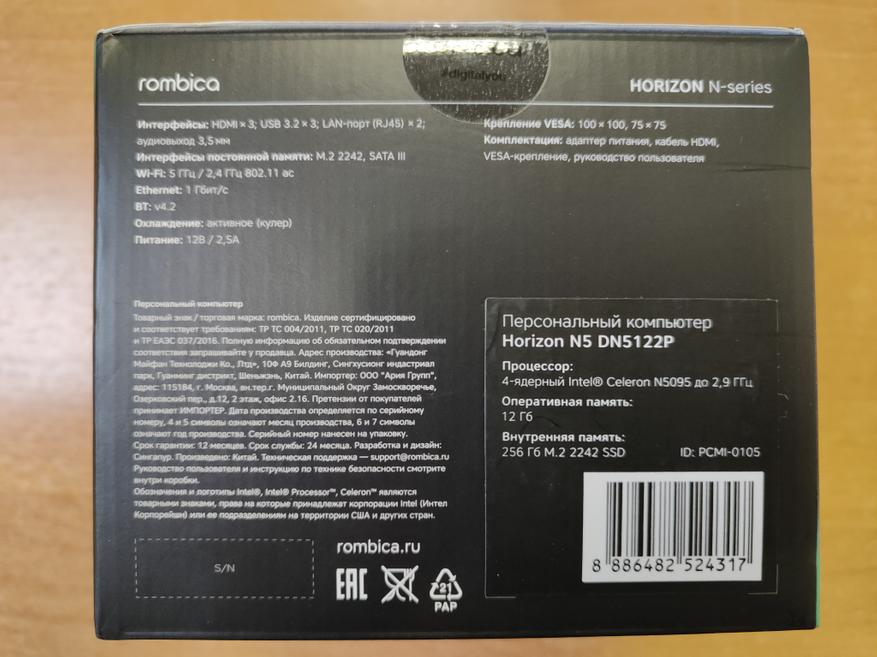 #digitalyou
rombica
HORIZON N-series
Интерфейсы: HDMI × 3; USB 3.2 × 3; LAN-порт (RJ45) × 2;
аудиовыход 3,5 мм
Интерфейсы постоянной памяти: M.2 2242, SATA III
Wi-Fi: 5 ГГц / 2,4 ГГц 802.11 ac
Ethernet: 1 Гбит/с
BT: v4.2
Охлаждение: активное (кулер)
Питание: 12В / 2,5А
Крепление VESA: 100 × 100, 75 × 75
Комплектация: адаптер питания, кабель HDMI,
VESA-крепление, руководство пользователя
Персональный компьютер
Товарный знак / торговая марка: rombica. Изделие сертифицировано
и соответствует требованиям: ТР ТС 004/2011, ТР ТС 020/2011
и ТР ЕАЭС 037/2016. Полную информацию об обязательном подтверждении
соответствия запрашивайте у продавца. Адрес производства: «Гуандонг
Майфан Технолоджи Ко., Лтд», 10Ф А9 Билдинг, Сингхусионг индастриал
парк, Гуанминг дистрикт, Шеньжэнь, Китай. Импортер: ООО "Ария Групп",
адрес: 115184, г. Москва, вн.тер.г. Муниципальный Округ Замоскворечье,
Озерковский пер., д.12, 2 этаж, офис 2.16. Претензии от покупателей
принимает ИМПОРТЕР. Дата производства определяется по серийному
номеру, 4 и 5 символы означают месяц производства, 6 и 7 символы
означают год производства. Серийный номер нанесен на упаковку.
Срок гарантии: 12 месяцев. Срок службы: 24 месяца. Разработка и дизайн:
Сингапур. Произведено: Китай. Техническая поддержка — support@rombica.ru
Руководство пользователя и инструкцию по технике безопасности смотрите
внутри коробки.
Обозначения и логотипы Intel®, Intel® Processor™, Celeron™ являются
товарными знаками, права на которые принадлежат корпорации Intel (Интел
Корпорейшн) или ее подразделениям на территории США и других стран.
Персональный компьютер
Horizon N5 DN5122P
Процессор:
4-ядерный Intel® Celeron N5095 до 2,9 ГГц
Оперативная память:
12 Гб
Внутренняя память:
256 Гб M.2 2242 SSD
ID: PCMI-0105
8 886482 524317
S/N
rombica.ru
EAC
21
PAP